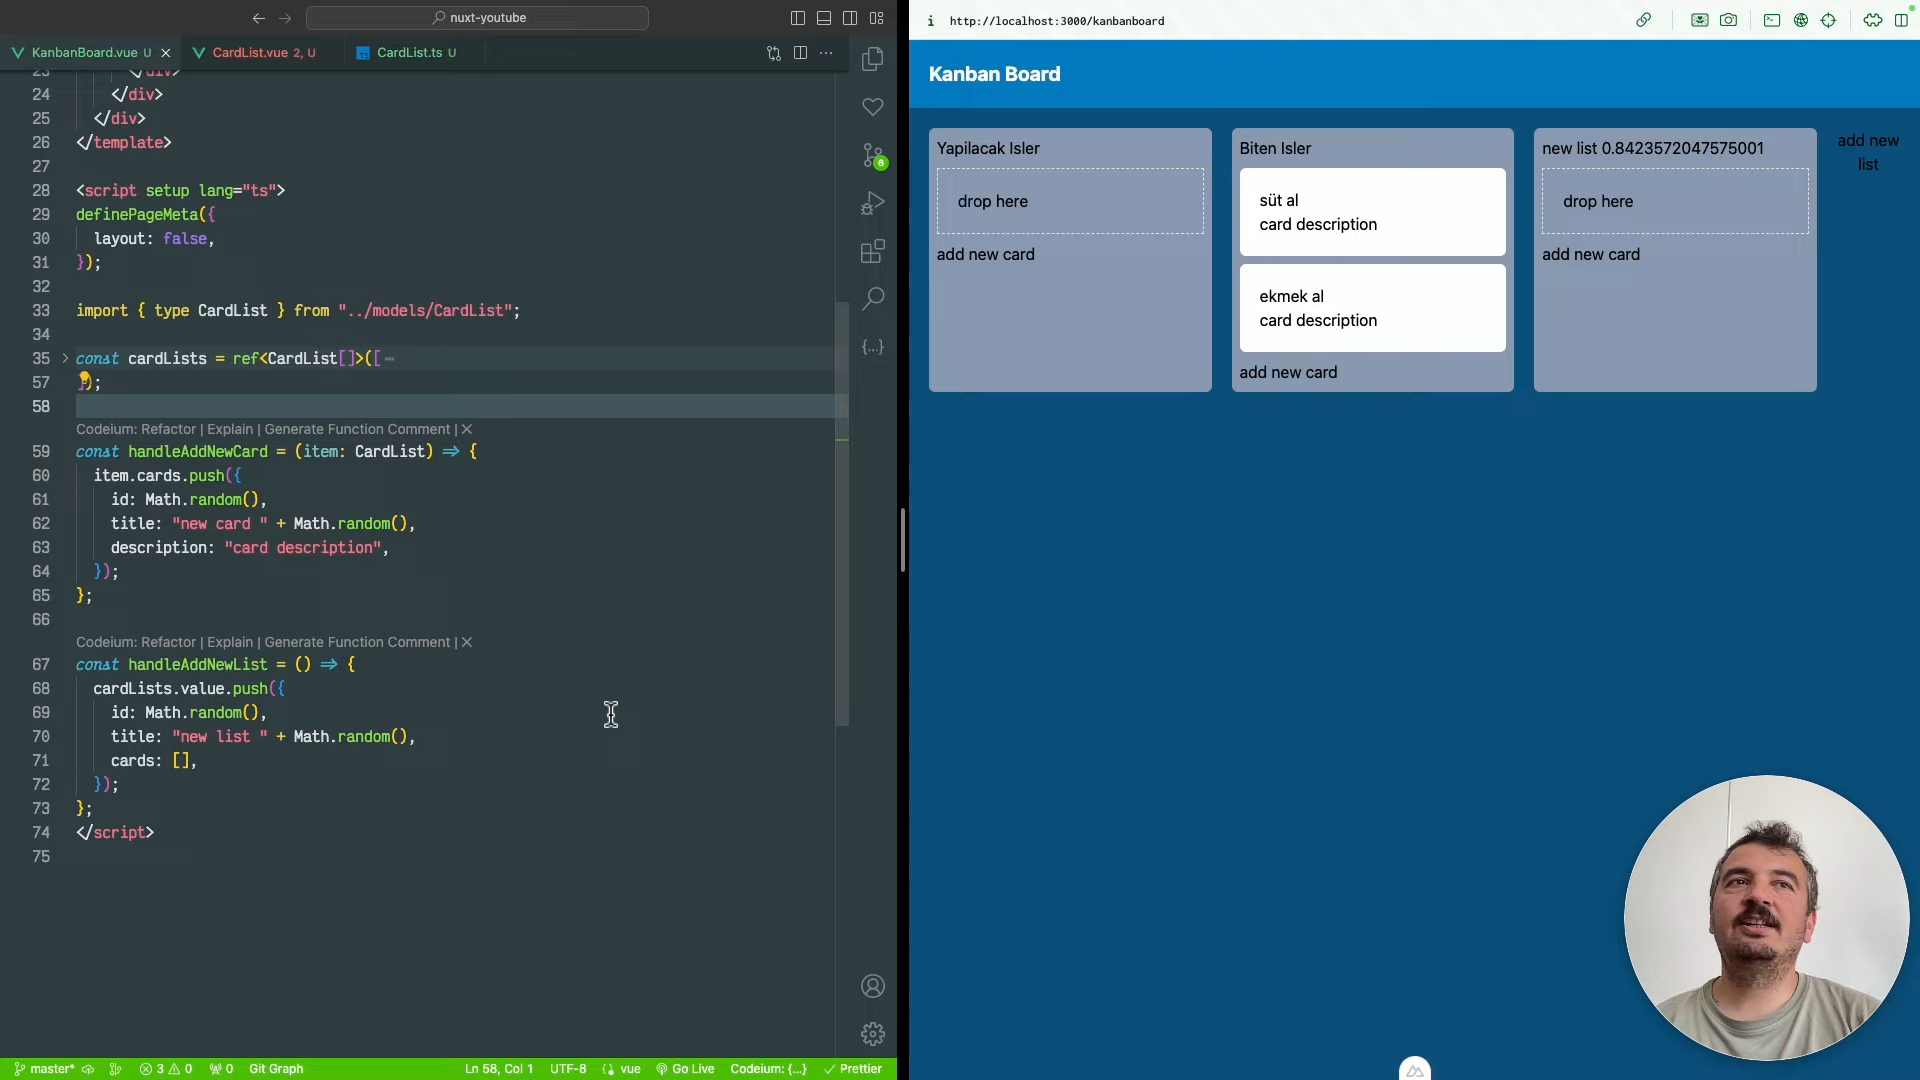 nuxt-youtube
KanbanBoard.vue U
CardList.vue 2, U
CardList.ts U
23 </div>
24 </div>
25 </div>
26 </template>
27
28 <script setup lang="ts">
29 definePageMeta({
30 layout: false,
31 });
32
33 import { type CardList } from "../models/CardList";
34
35 const cardLists = ref<CardList[]>([
57 ]);
58
Codeium: Refactor | Explain | Generate Function Comment | X
59 const handleAddNewCard = (item: CardList) => {
60 item.cards.push({
61 id: Math.random(),
62 title: "new card " + Math.random(),
63 description: "card description",
64 });
65 };
66
Codeium: Refactor | Explain | Generate Function Comment | X
67 const handleAddNewList = () => {
68 cardLists.value.push({
69 id: Math.random(),
70 title: "new list " + Math.random(),
71 cards: [],
72 });
73 };
74 </script>
75
6
master* 3 0 0 Git Graph Ln 58, Col 1 UTF-8 vue Go Live Codeium: {...} Prettier
http://localhost:3000/kanbanboard
Kanban Board
Yapilacak Isler
drop here
add new card
Biten Isler
süt al
card description
ekmek al
card description
add new card
new list 0.8423572047575001
drop here
add new card
add new
list